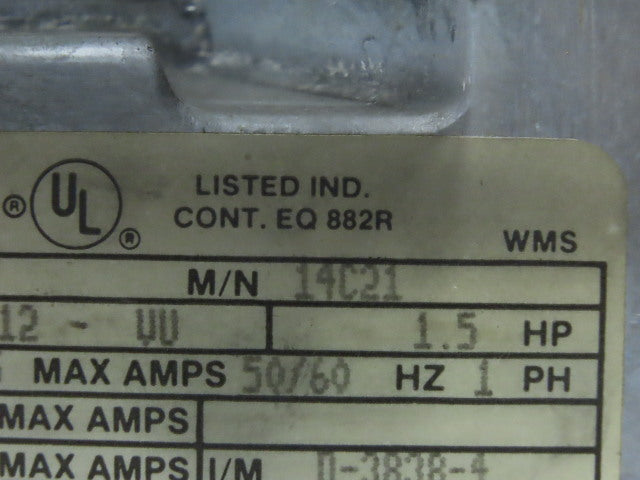 ® UL ® LISTED IND.
CONT. EQ 882R
WMS
M/N 14C21
12 - VU 1.5 HP
MAX AMPS 50/60 HZ 1 PH
MAX AMPS
MAX AMPS I/M D-3838-4